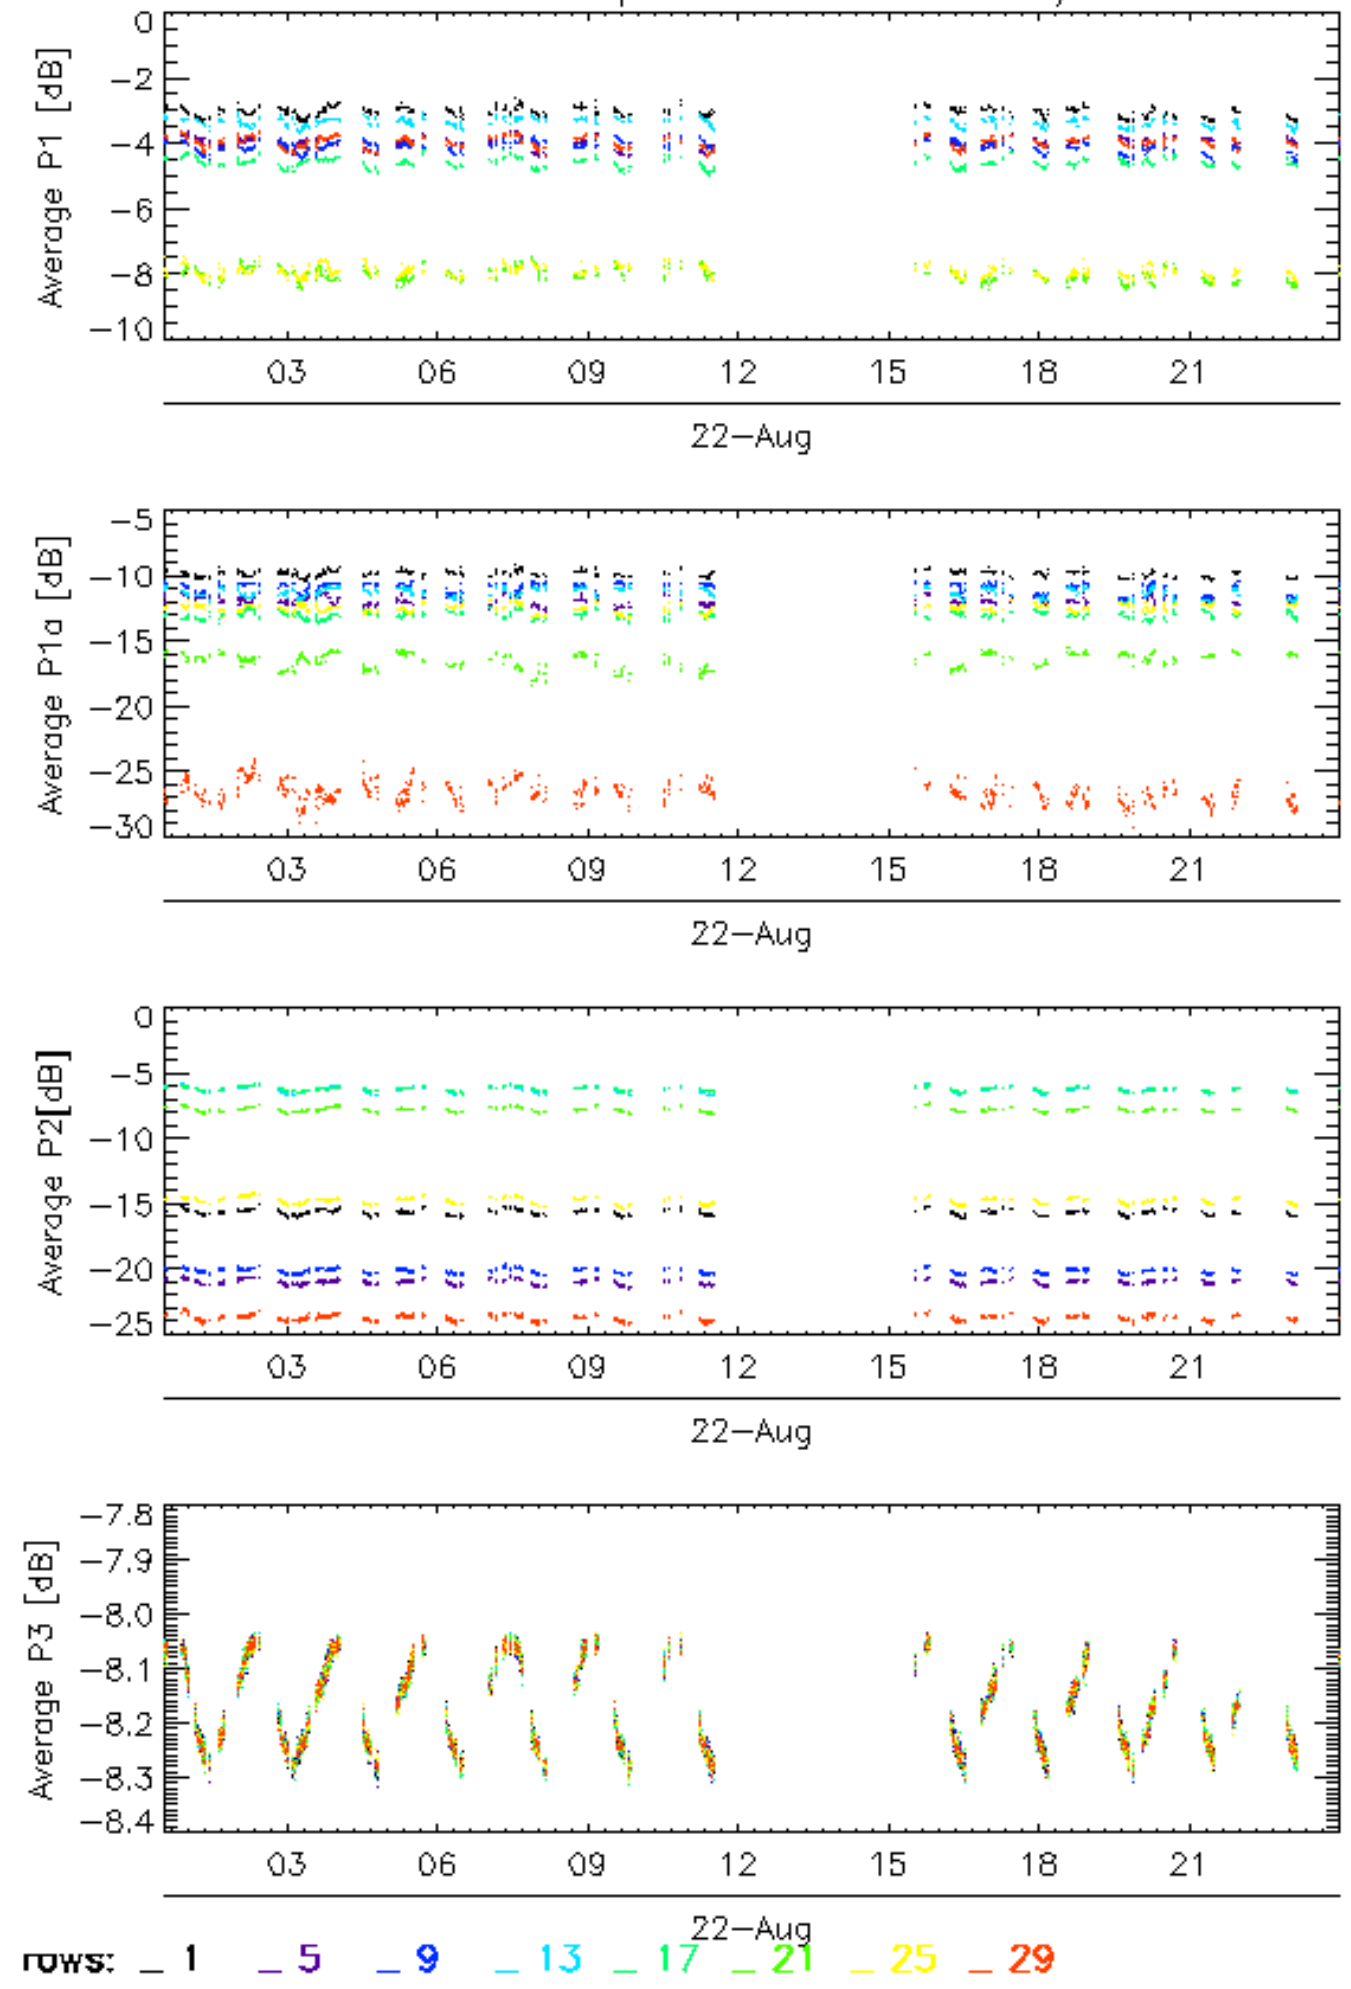 0
−2
−4
−6
−8
−10
Average P1 [dB]
03 06 09 12 15 18 21
22−Aug
−5
−10
−15
−20
−25
−30
Average P1a [dB]
03 06 09 12 15 18 21
22−Aug
0
−5
−10
−15
−20
−25
Average P2[dB]
03 06 09 12 15 18 21
22−Aug
−7.8
−7.9
−8.0
−8.1
−8.2
−8.3
−8.4
Average P3 [dB]
03 06 09 12 15 18 21
22−Aug
rows: _ 1 _ 5 _ 9 _ 13 _ 17 _ 21 _ 25 _ 29